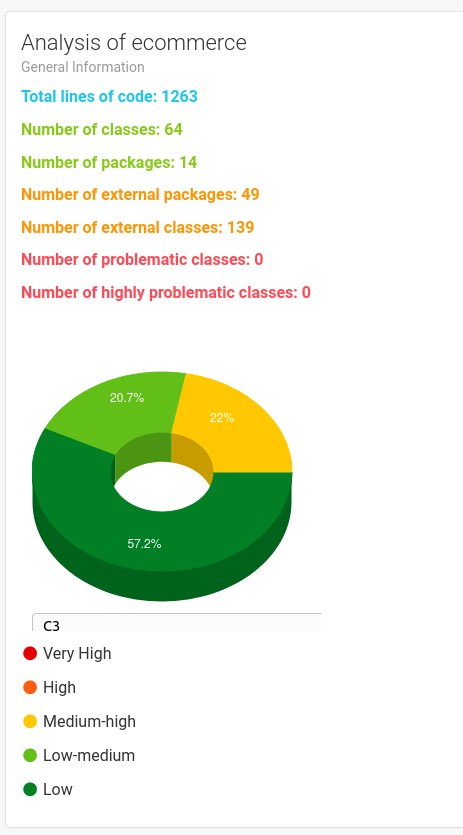 Analysis of ecommerce
General Information
Total lines of code: 1263
Number of classes: 64
Number of packages: 14
Number of external packages: 49
Number of external classes: 139
Number of problematic classes: 0
Number of highly problematic classes: 0
20.7%
22%
57.2%
C3
Very High
High
Medium-high
Low-medium
Low